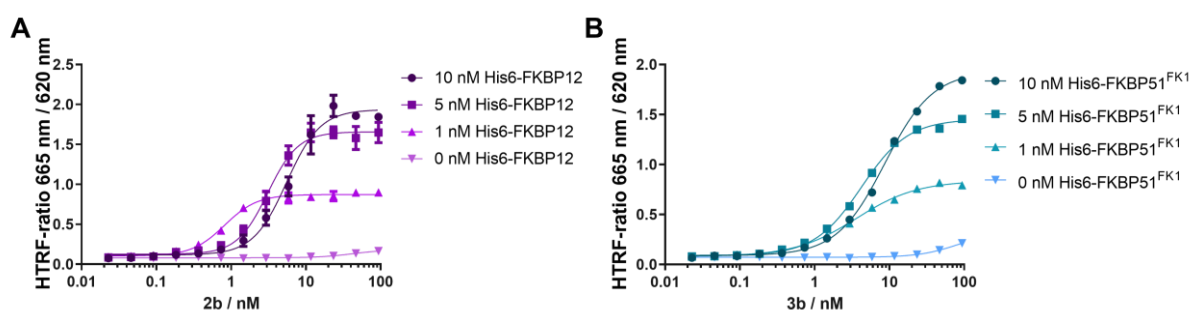 A
HTRF-ratio 665 nm / 620 nm
2.5
2.0
1.5
1.0
0.5
0.0
0.01 0.1 1 10 100
2b / nM
10 nM His6-FKBP12
5 nM His6-FKBP12
1 nM His6-FKBP12
0 nM His6-FKBP12
B
HTRF-ratio 665 nm / 620 nm
2.0
1.5
1.0
0.5
0.0
0.01 0.1 1 10 100
3b / nM
10 nM His6-FKBP51FK1
5 nM His6-FKBP51FK1
1 nM His6-FKBP51FK1
0 nM His6-FKBP51FK1